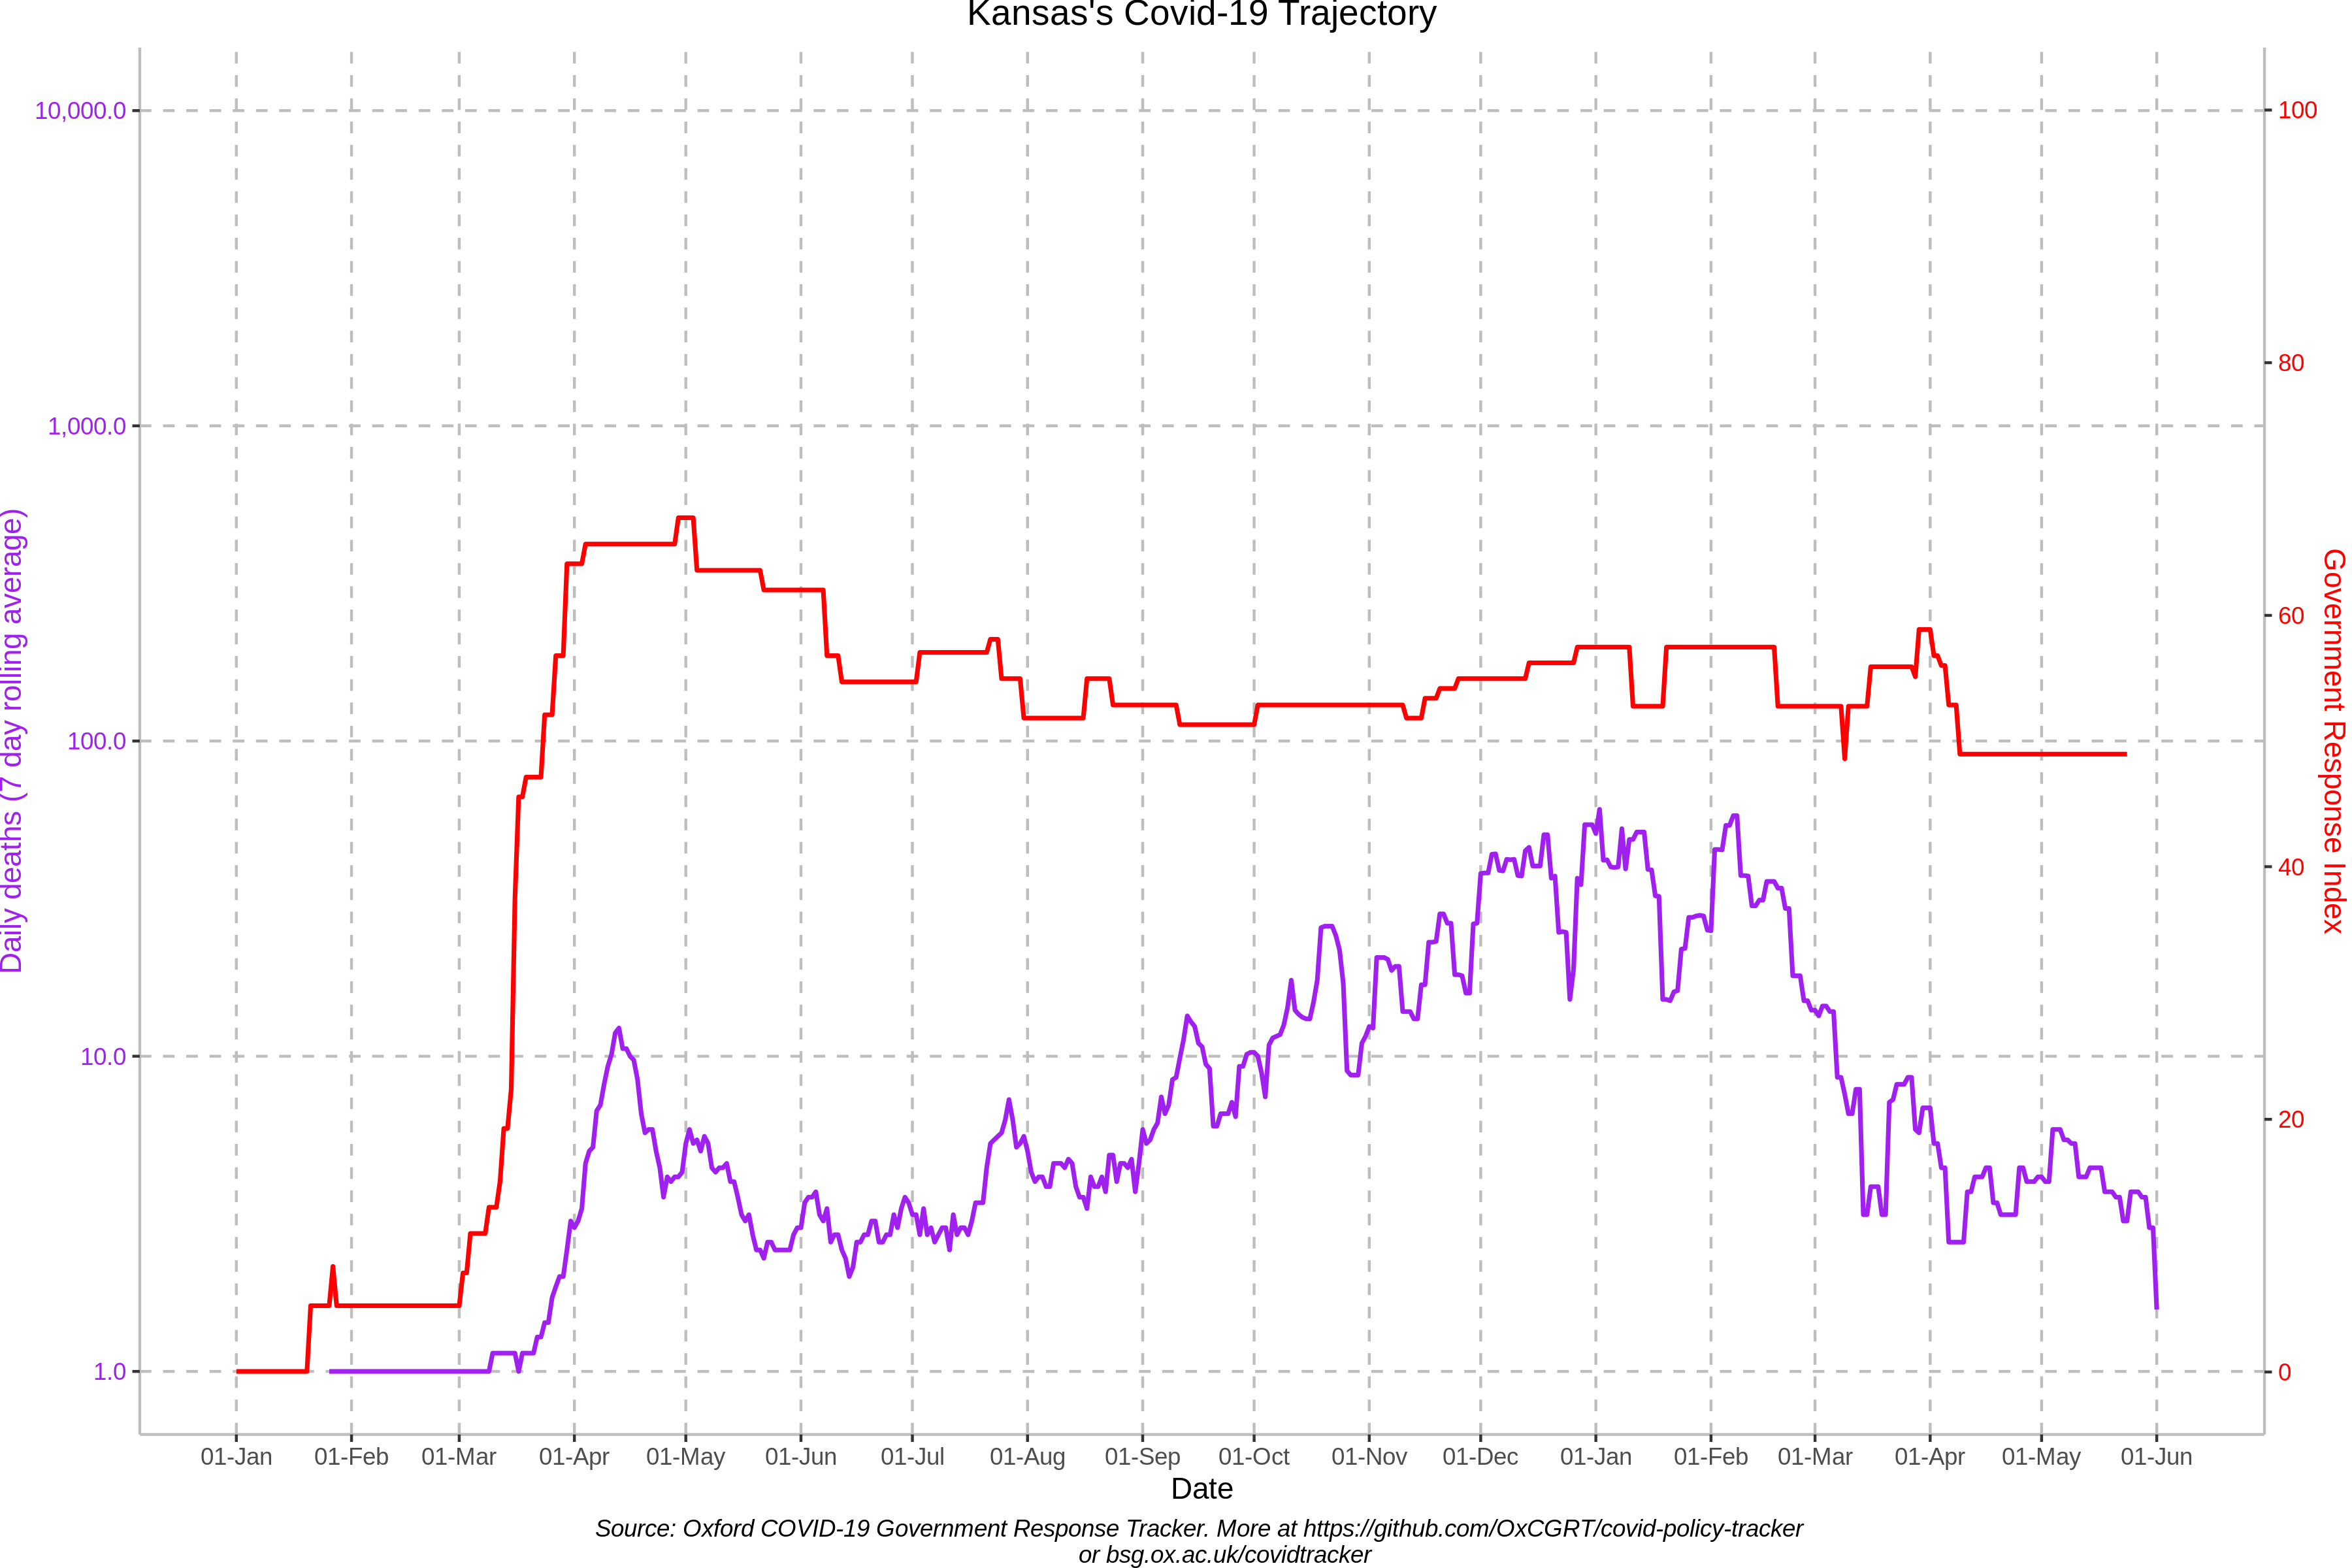 Kansas's Covid-19 Trajectory
10,000.0
1,000.0
100.0
10.0
1.0
Daily deaths (7 day rolling average)
100
80
60
40
20
0
Government Response Index
01-Jan 01-Feb 01-Mar 01-Apr 01-May 01-Jun 01-Jul 01-Aug 01-Sep 01-Oct 01-Nov 01-Dec 01-Jan 01-Feb 01-Mar 01-Apr 01-May 01-Jun
Date
Source: Oxford COVID-19 Government Response Tracker. More at https://github.com/OxCGRT/covid-policy-tracker
or bsg.ox.ac.uk/covidtracker